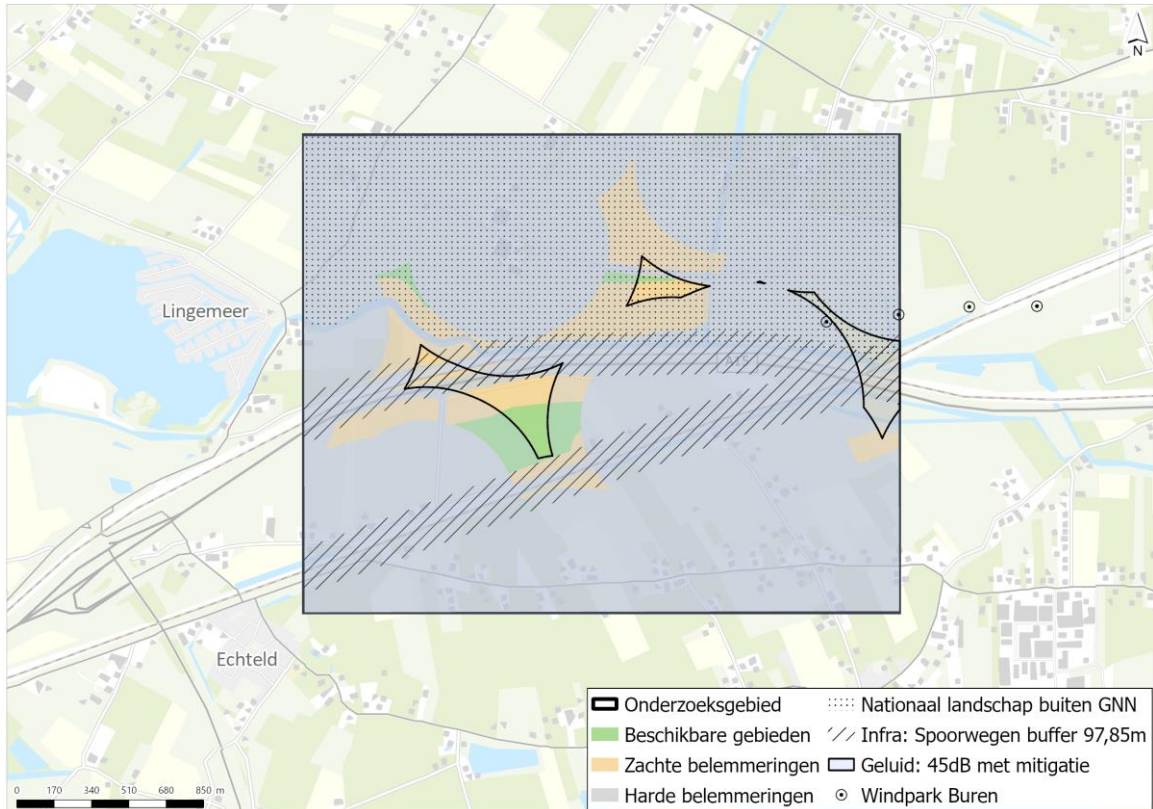 N
Lingemeer
A15
Echteld
Onderzoeksgebied
Beschikbare gebieden
Zachte belemmeringen
Harde belemmeringen
Nationaal landschap buiten GNN
Infra: Spoorwegen buffer 97,85m
Geluid: 45dB met mitigatie
Windpark Buren
0 170 340 510 680 850 m